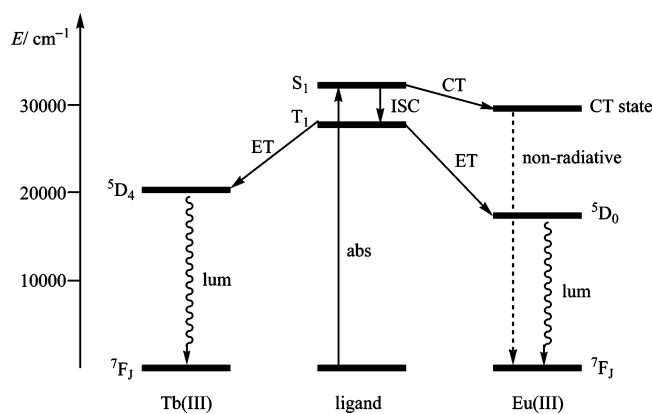 E/ cm⁻¹
S₁
CT
30000
ISC
CT state
T₁
ET
ET
non-radiative
⁵D₄
20000
⁵D₀
abs
lum
lum
10000
⁷F_J
⁷F_J
Tb(III)
ligand
Eu(III)